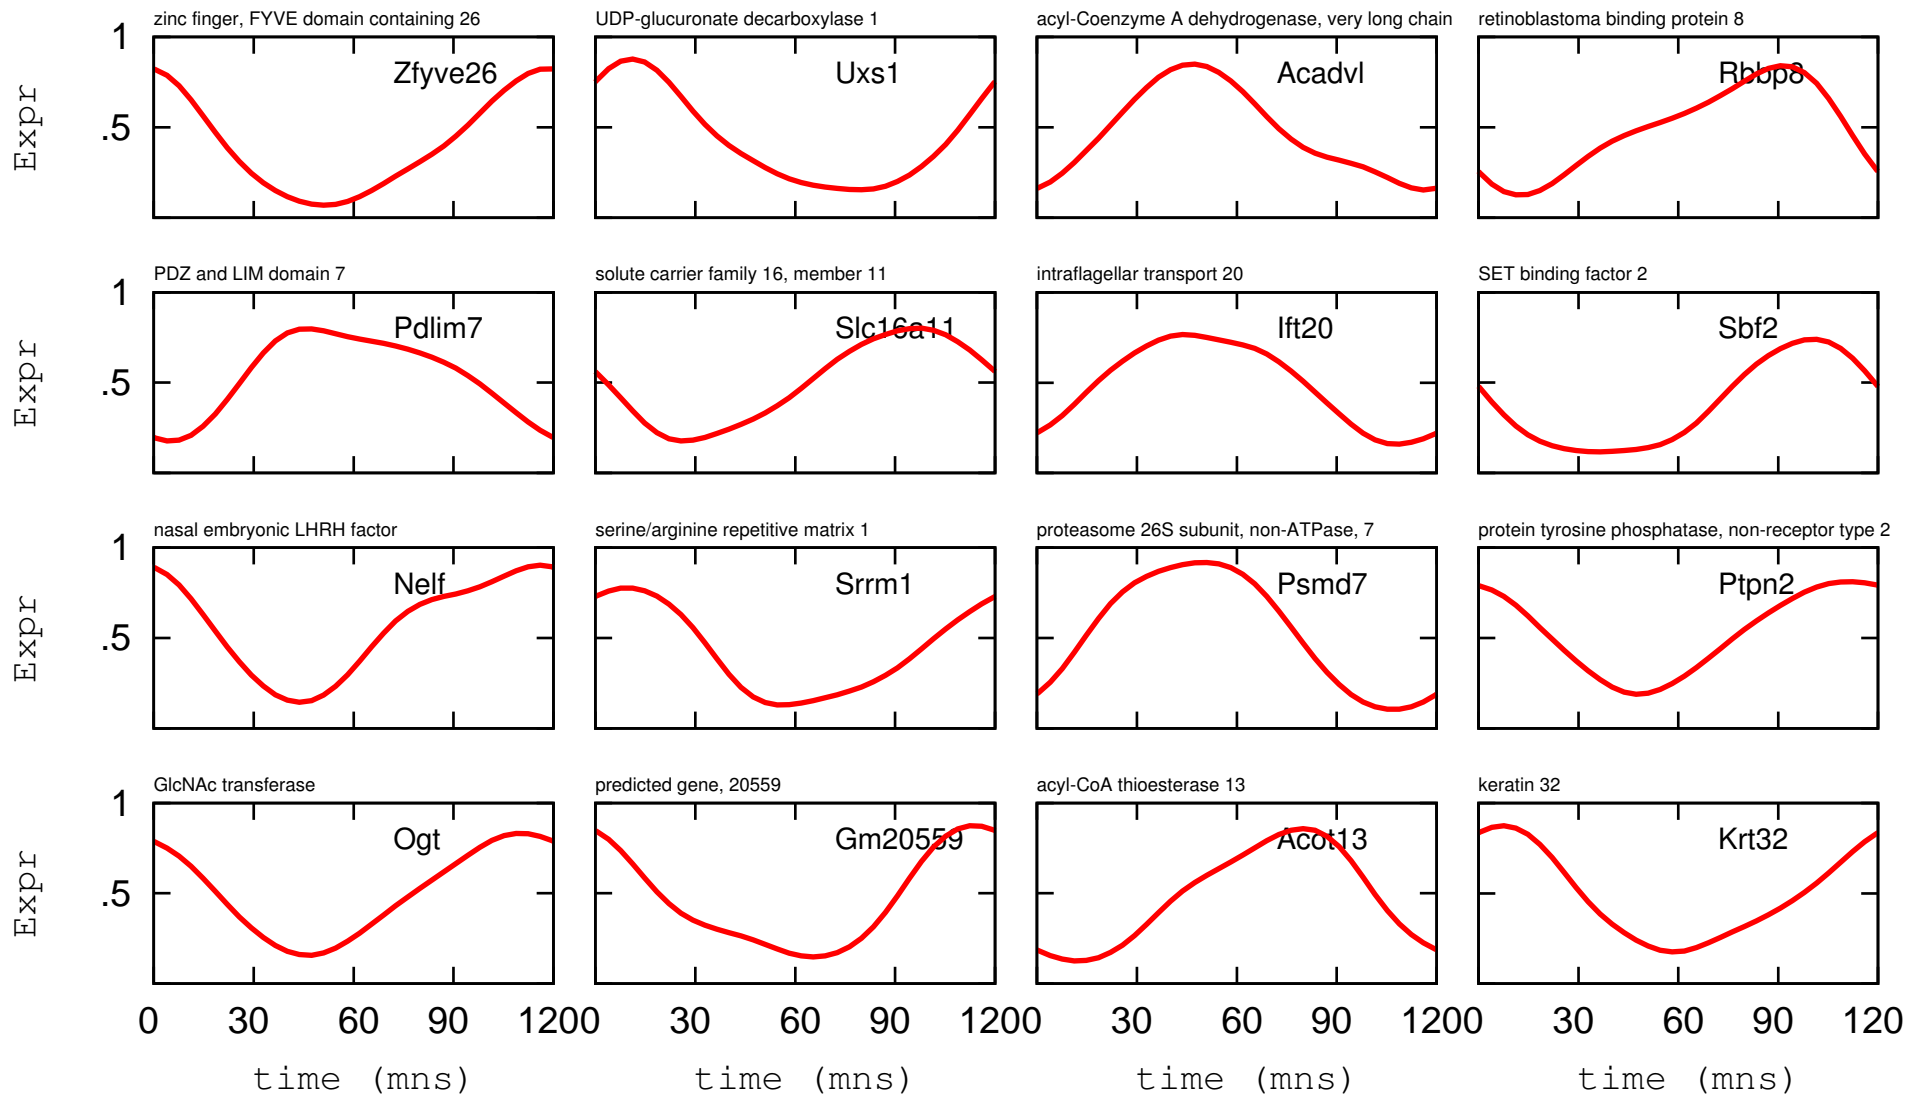 zinc finger, FYVE domain containing 26
UDP-glucuronate decarboxylase 1
acyl-Coenzyme A dehydrogenase, very long chain
retinoblastoma binding protein 8
1
.5
Expr
Zfyve26
Uxs1
Acadvl
Rbbp8
PDZ and LIM domain 7
solute carrier family 16, member 11
intraflagellar transport 20
SET binding factor 2
1
.5
Expr
Pdlim7
Slc16a11
Ift20
Sbf2
nasal embryonic LHRH factor
serine/arginine repetitive matrix 1
proteasome 26S subunit, non-ATPase, 7
protein tyrosine phosphatase, non-receptor type 2
1
.5
Expr
Nelf
Srrm1
Psmd7
Ptpn2
GlcNAc transferase
predicted gene, 20559
acyl-CoA thioesterase 13
keratin 32
1
.5
Expr
Ogt
Gm20559
Acot13
Krt32
0 30 60 90 1200 30 60 90 1200 30 60 90 1200 30 60 90 120
time (mns) time (mns) time (mns) time (mns)